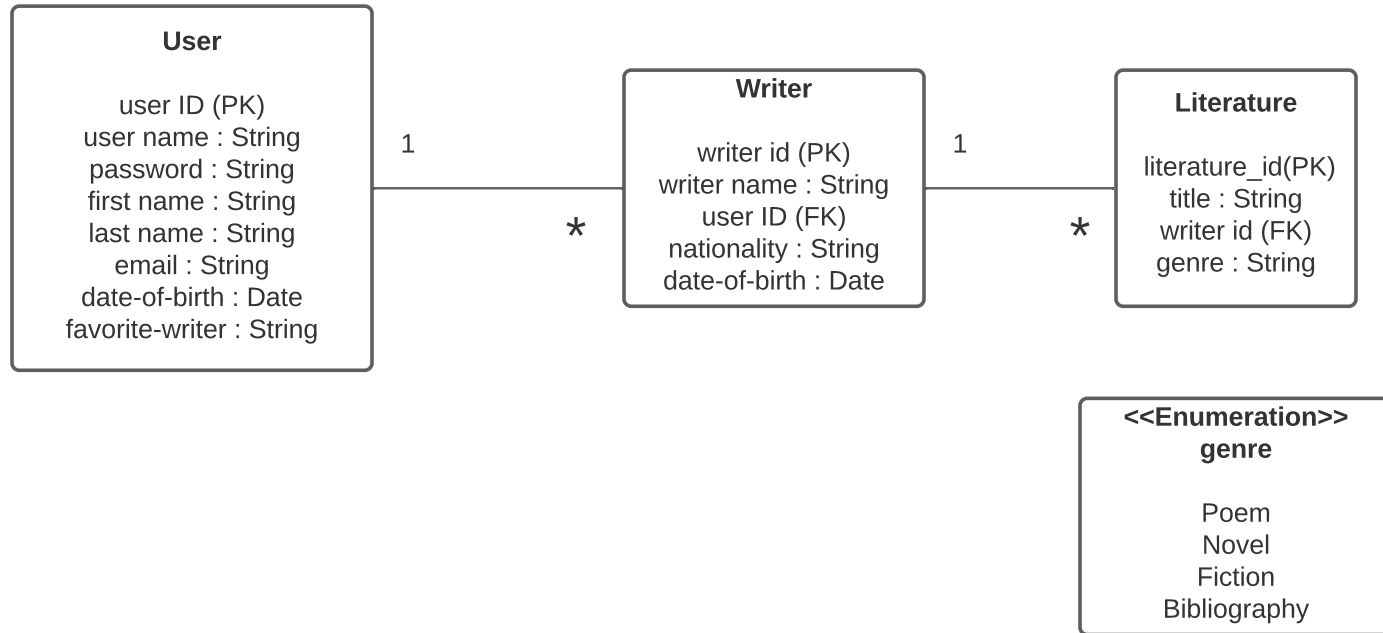 User
user ID (PK)
user name : String
password : String
first name : String
last name : String
email : String
date-of-birth : Date
favorite-writer : String
1
*
Writer
writer id (PK)
writer name : String
user ID (FK)
nationality : String
date-of-birth : Date
1
*
Literature
literature_id(PK)
title : String
writer id (FK)
genre : String
<<Enumeration>>
genre
Poem
Novel
Fiction
Bibliography